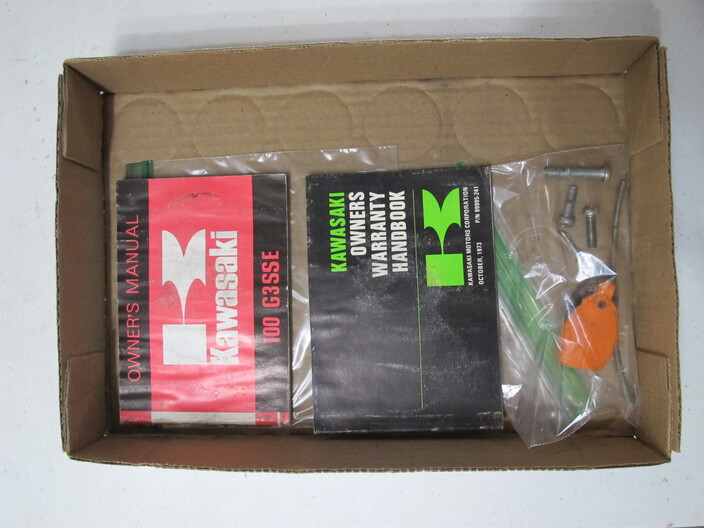 OWNER'S MANUAL
Kawasaki
100 G3SSE
KAWASAKI
OWNERS
WARRANTY
HANDBOOK
KAWASAKI MOTORS CORPORATION
OCTOBER, 1973
P/N 99995-241